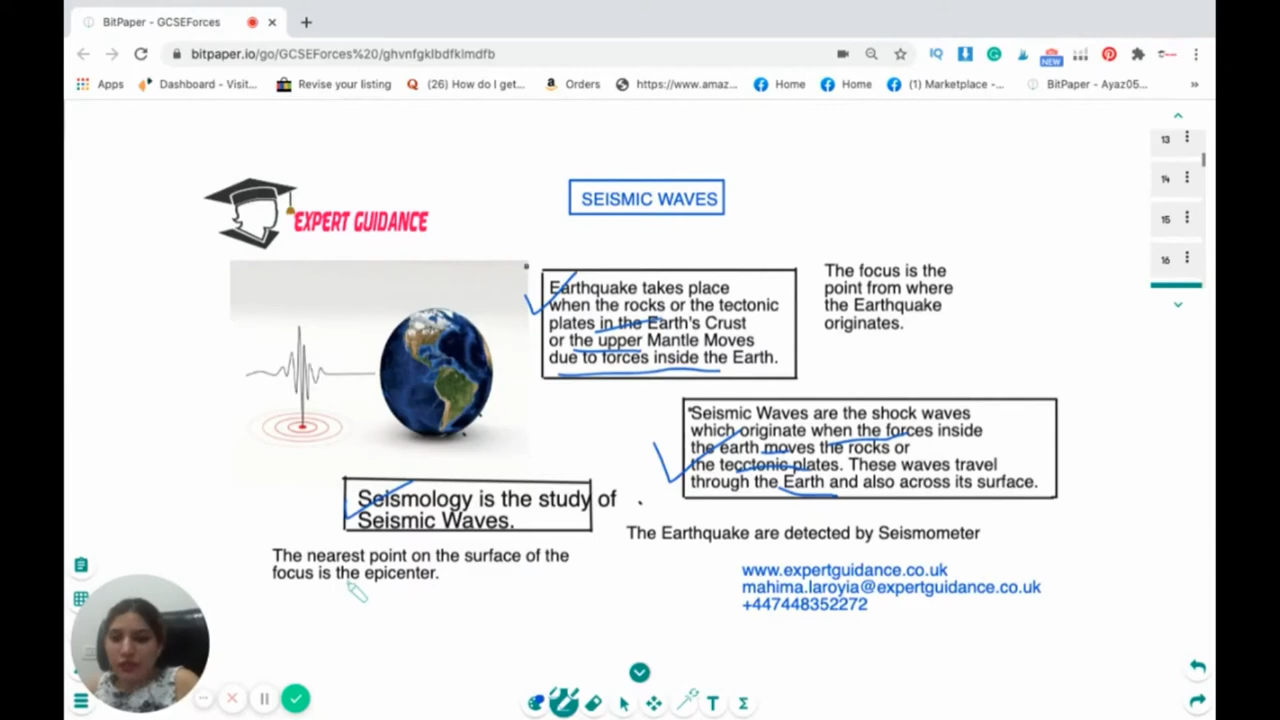 BitPaper - GCSEForces
bitpaper.io/go/GCSEForces%20/ghvnfgklbdfklmdfb
IQ
NEW
Apps
Dashboard - Visit...
Revise your listing
(26) How do I get...
Orders
https://www.amaz...
Home
Home
(1) Marketplace -...
BitPaper - Ayaz05...
13
14
15
16
SEISMIC WAVES
EXPERT GUIDANCE
Earthquake takes place
when the rocks or the tectonic
plates in the Earth's Crust
or the upper Mantle Moves
due to forces inside the Earth.
The focus is the
point from where
the Earthquake
originates.
Seismic Waves are the shock waves
which originate when the forces inside
the earth moves the rocks or
the tecctonic plates. These waves travel
through the Earth and also across its surface.
Seismology is the study of
Seismic Waves.
The Earthquake are detected by Seismometer
The nearest point on the surface of the
focus is the epicenter.
www.expertguidance.co.uk
mahima.laroyia@expertguidance.co.uk
+447448352272
T
Σ